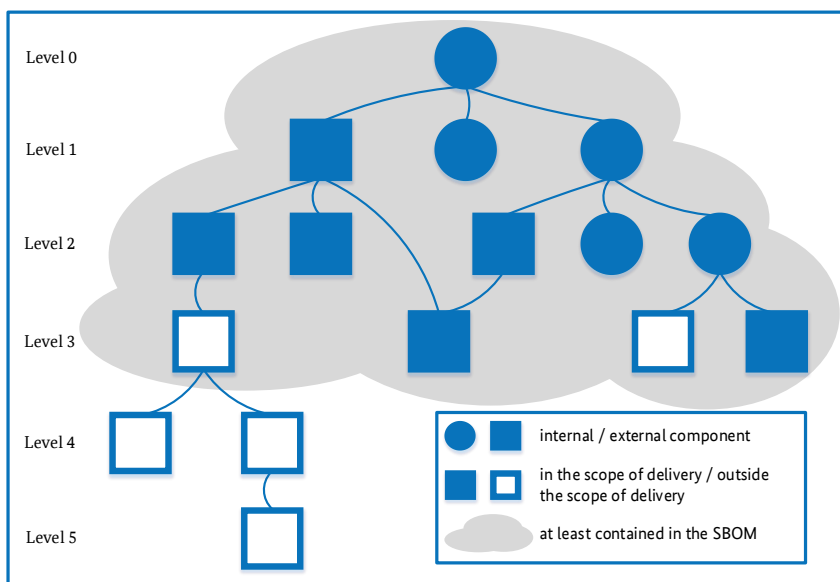 Level 0
Level 1
Level 2
Level 3
Level 4
Level 5
internal / external component
in the scope of delivery / outside
the scope of delivery
at least contained in the SBOM